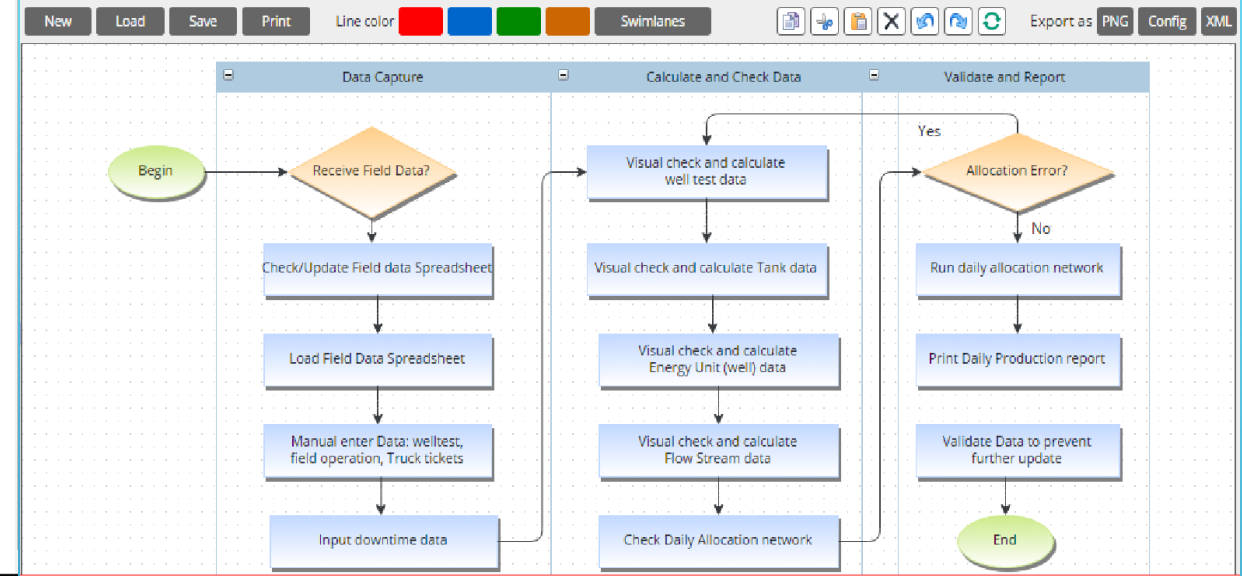 New
Load
Save
Print
Line color
Swimlanes
Export as
PNG
Config
XML
Data Capture
Calculate and Check Data
Validate and Report
Begin
Receive Field Data?
Check/Update Field data Spreadsheet
Load Field Data Spreadsheet
Manual enter Data: welltest,
field operation, Truck tickets
Input downtime data
Visual check and calculate
well test data
Visual check and calculate Tank data
Visual check and calculate
Energy Unit (well) data
Visual check and calculate
Flow Stream data
Check Daily Allocation network
Yes
Allocation Error?
No
Run daily allocation network
Print Daily Production report
Validate Data to prevent
further update
End